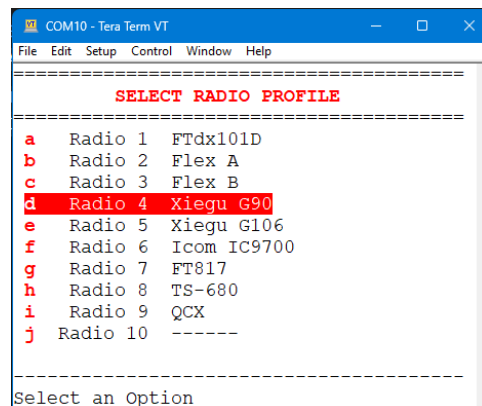 COM10 - Tera Term VT
File Edit Setup Control Window Help
========================================
SELECT RADIO PROFILE
========================================
a Radio 1 FTdx101D
b Radio 2 Flex A
c Radio 3 Flex B
d Radio 4 Xiegu G90
e Radio 5 Xiegu G106
f Radio 6 Icom IC9700
g Radio 7 FT817
h Radio 8 TS-680
i Radio 9 QCX
j Radio 10 ------
----------------------------------------
Select an Option